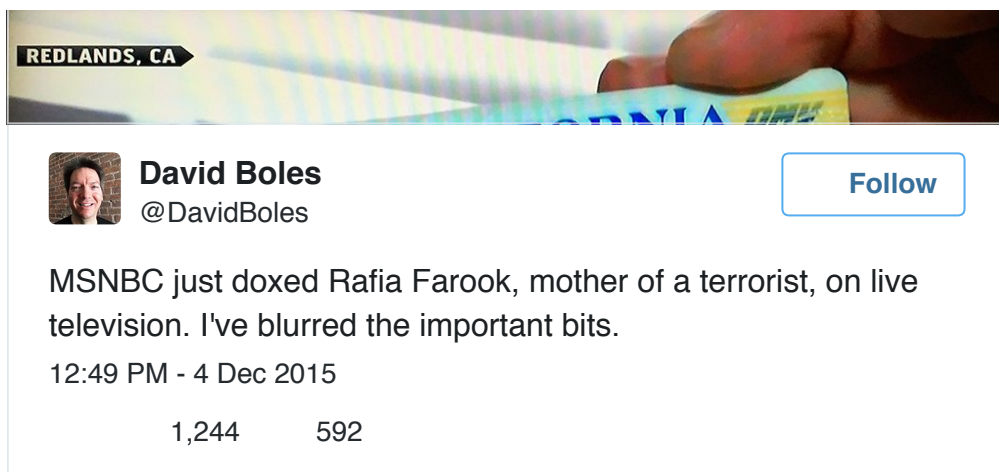 REDLANDS, CA
David Boles
@DavidBoles
Follow
MSNBC just doxed Rafia Farook, mother of a terrorist, on live
television. I've blurred the important bits.
12:49 PM - 4 Dec 2015
1,244 592